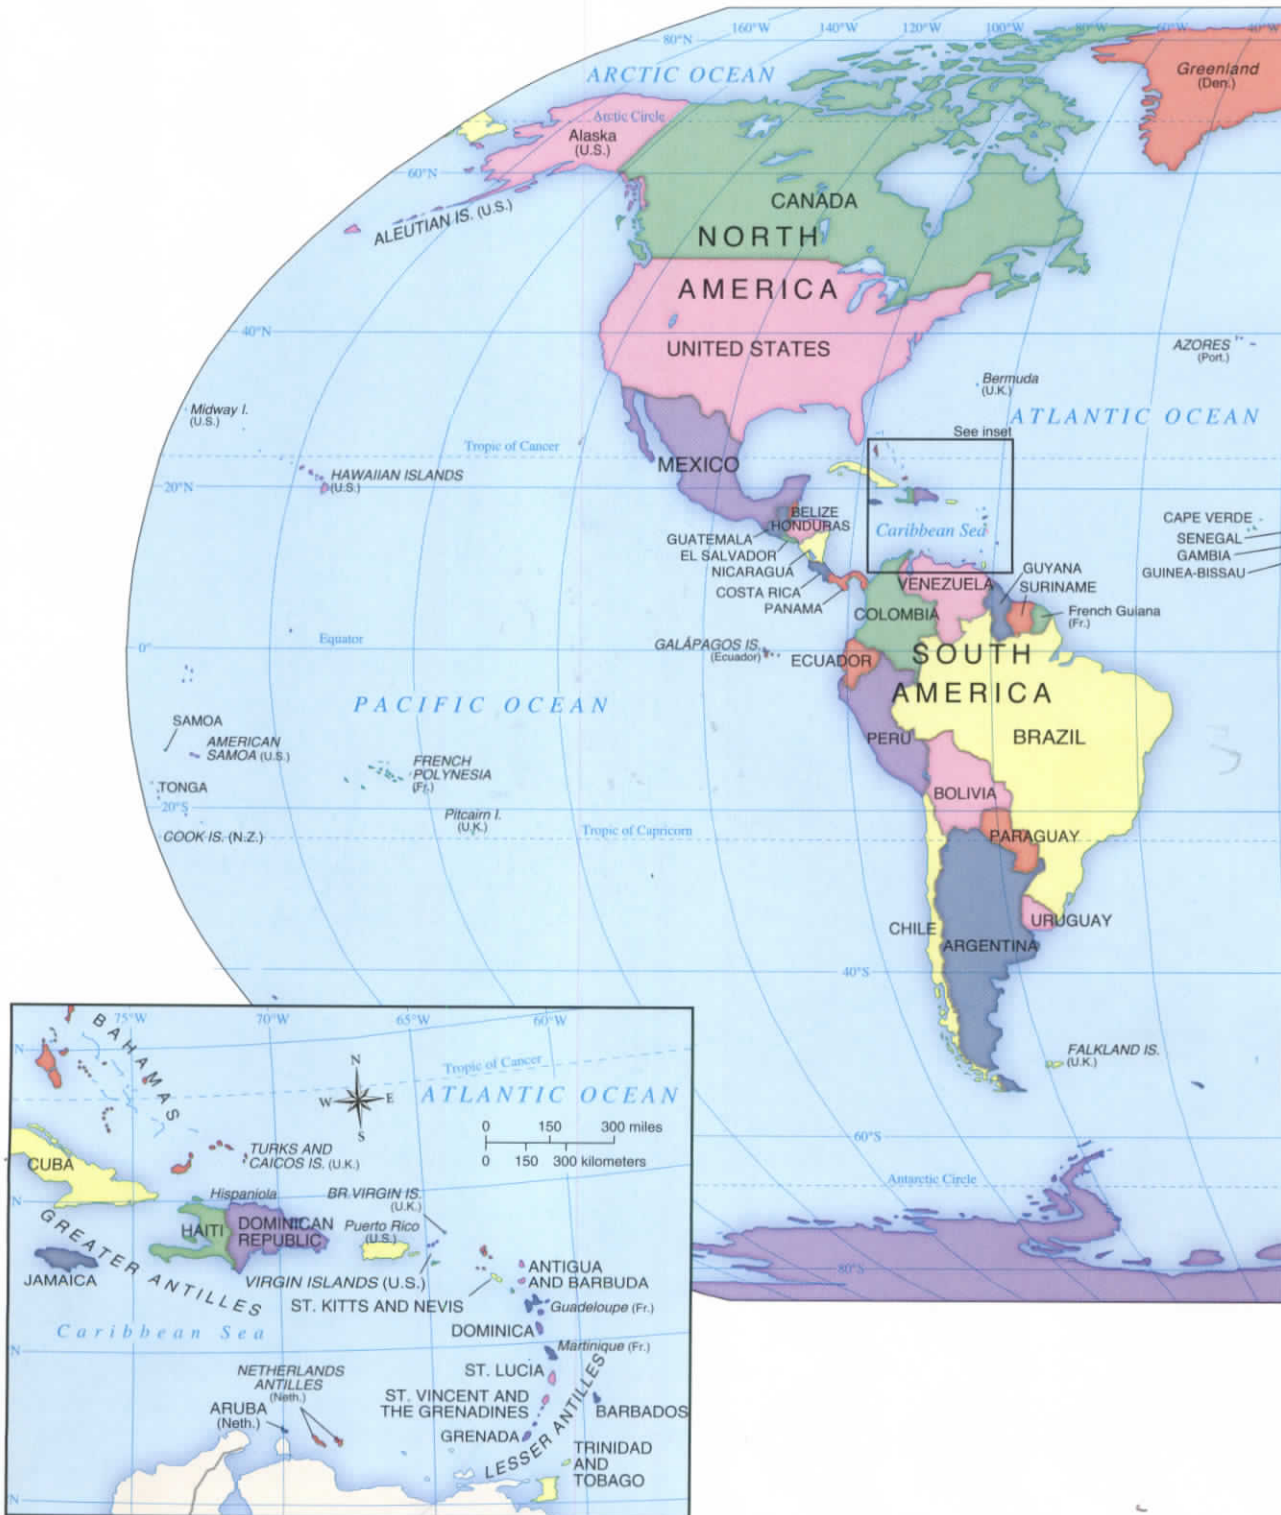 160°W
140°W
120°W
100°W
80°W
60°W
40°W
80°N
ARCTIC OCEAN
Greenland
(Den.)
Arctic Circle
Alaska
(U.S.)
60°N
CANADA
ALEUTIAN IS. (U.S.)
NORTH
AMERICA
40°N
UNITED STATES
AZORES
(Port.)
Bermuda
(U.K.)
Midway I.
(U.S.)
ATLANTIC OCEAN
See inset
Tropic of Cancer
MEXICO
HAWAIIAN ISLANDS
(U.S.)
20°N
BELIZE
HONDURAS
GUATEMALA
EL SALVADOR
NICARAGUA
COSTA RICA
PANAMA
Caribbean Sea
CAPE VERDE
SENEGAL
GAMBIA
GUINEA-BISSAU
VENEZUELA
GUYANA
SURINAME
French Guiana
(Fr.)
COLOMBIA
Equator
0°
GALÁPAGOS IS.
(Ecuador)
ECUADOR
SOUTH
AMERICA
PACIFIC OCEAN
SAMOA
AMERICAN
SAMOA (U.S.)
PERU
BRAZIL
FRENCH
POLYNESIA
(Fr.)
TONGA
BOLIVIA
20°S
Pitcairn I.
(U.K.)
COOK IS. (N.Z.)
Tropic of Capricorn
PARAGUAY
CHILE
URUGUAY
ARGENTINA
40°S
FALKLAND IS.
(U.K.)
60°S
Antarctic Circle
80°S
75°W
70°W
65°W
60°W
N
BAHAMAS
Tropic of Cancer
N
W
E
S
ATLANTIC OCEAN
0 150 300 miles
0 150 300 kilometers
CUBA
TURKS AND
CAICOS IS. (U.K.)
N
Hispaniola
BR.VIRGIN IS.
(U.K.)
HAITI
DOMINICAN
REPUBLIC
Puerto Rico
(U.S.)
GREATER ANTILLES
JAMAICA
VIRGIN ISLANDS (U.S.)
ANTIGUA
AND BARBUDA
ST. KITTS AND NEVIS
Guadeloupe (Fr.)
Caribbean Sea
DOMINICA
Martinique (Fr.)
N
NETHERLANDS
ANTILLES
(Neth.)
ST. LUCIA
ARUBA
(Neth.)
ST. VINCENT AND
THE GRENADINES
BARBADOS
GRENADA
LESSER ANTILLES
TRINIDAD
AND
TOBAGO
N